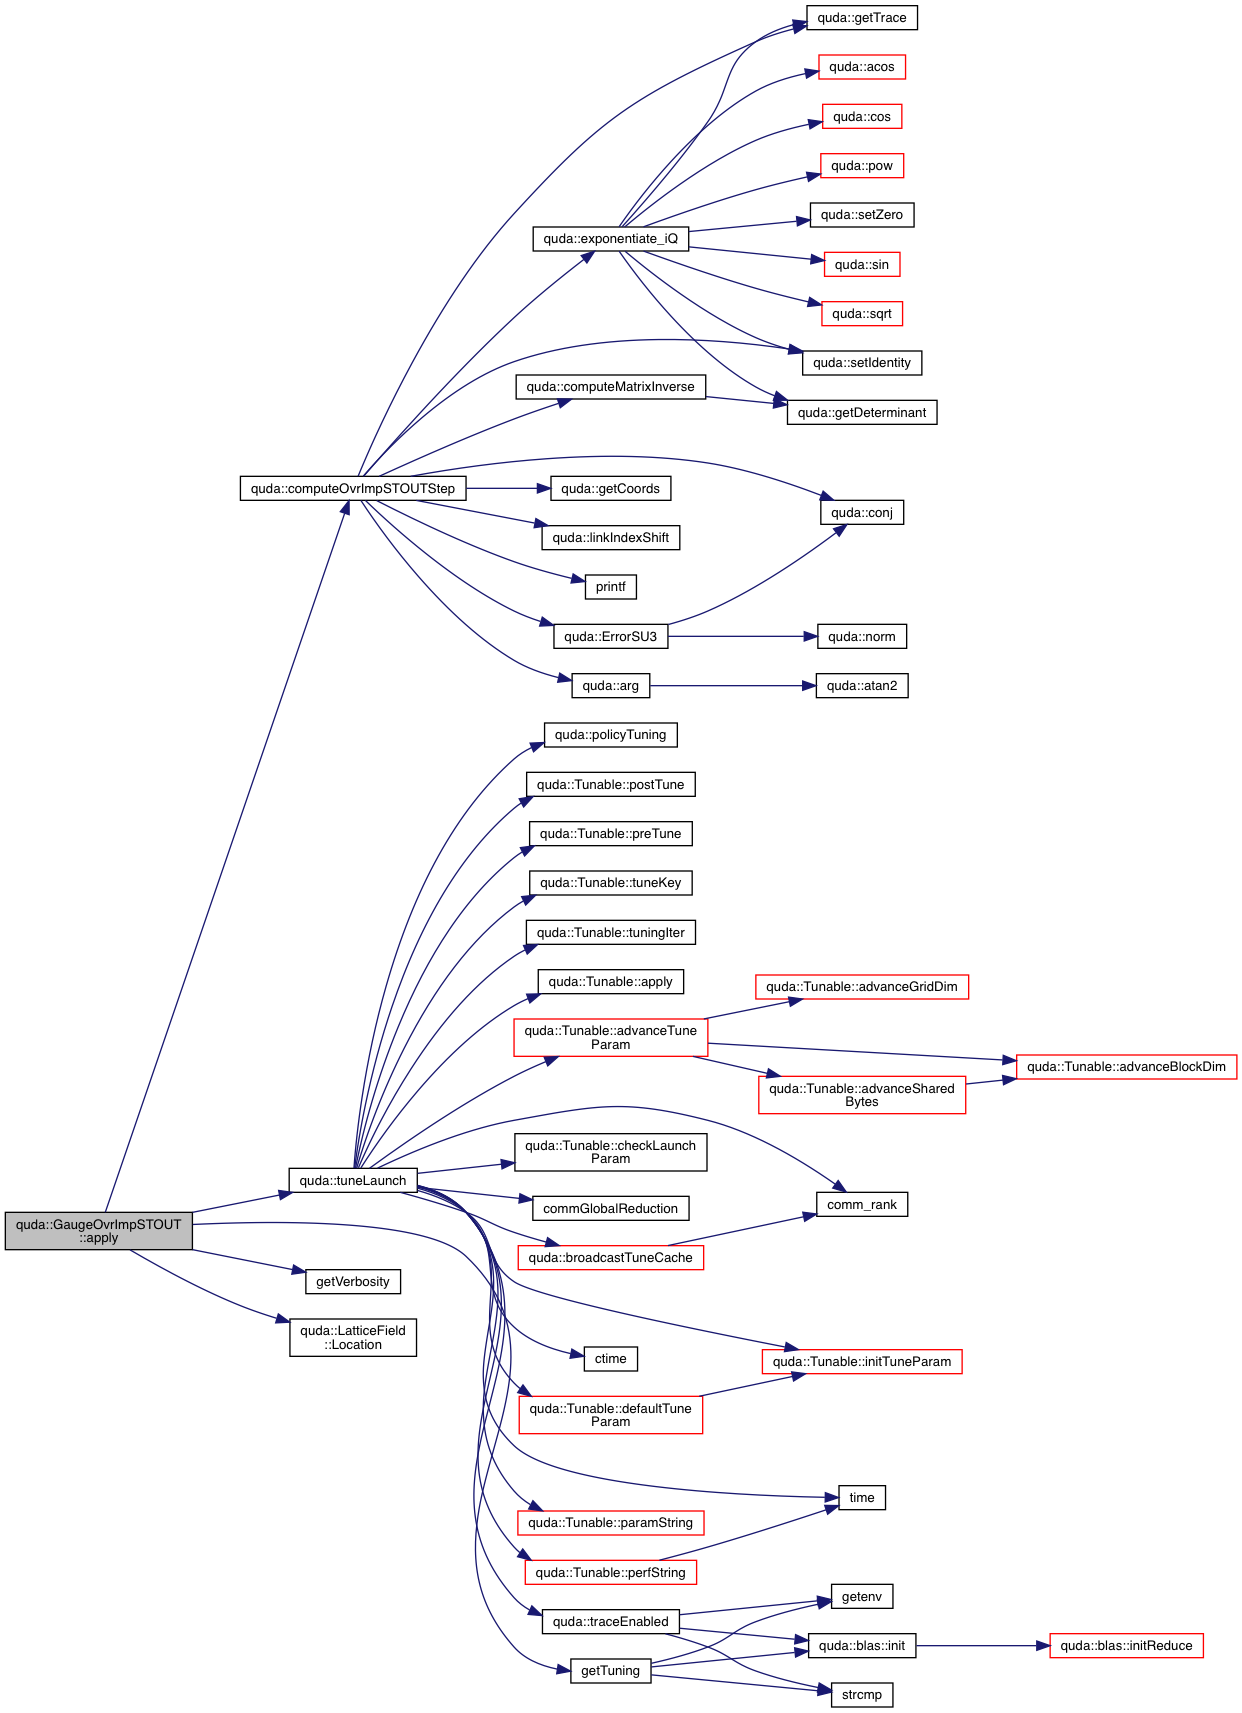 quda::getTrace
quda::acos
quda::cos
quda::pow
quda::setZero
quda::exponentiate_iQ
quda::sin
quda::sqrt
quda::setIdentity
quda::computeMatrixInverse
quda::getDeterminant
quda::computeOvrImpSTOUTStep
quda::getCoords
quda::conj
quda::linkIndexShift
printf
quda::ErrorSU3
quda::norm
quda::arg
quda::atan2
quda::policyTuning
quda::Tunable::postTune
quda::Tunable::preTune
quda::Tunable::tuneKey
quda::Tunable::tuningIter
quda::Tunable::apply
quda::Tunable::advanceGridDim
quda::Tunable::advanceTune
Param
quda::Tunable::advanceBlockDim
quda::Tunable::advanceShared
Bytes
quda::Tunable::checkLaunch
Param
quda::tuneLaunch
comm_rank
commGlobalReduction
quda::GaugeOvrImpSTOUT
::apply
quda::broadcastTuneCache
getVerbosity
quda::LatticeField
::Location
ctime
quda::Tunable::initTuneParam
quda::Tunable::defaultTune
Param
time
quda::Tunable::paramString
quda::Tunable::perfString
getenv
quda::traceEnabled
quda::blas::init
quda::blas::initReduce
getTuning
strcmp